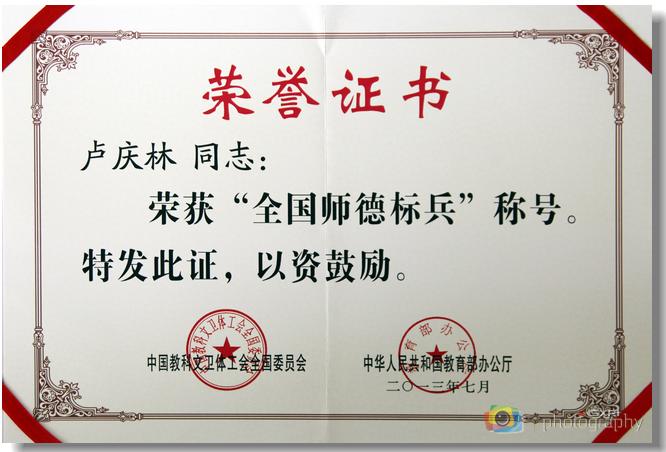 荣誉证书
卢庆林 同志：
荣获“全国师德标兵”称号。
特发此证，以资鼓励。
中国教科文卫体工会全国委员会
中华人民共和国教育部办公厅
二〇一三年七月
photography